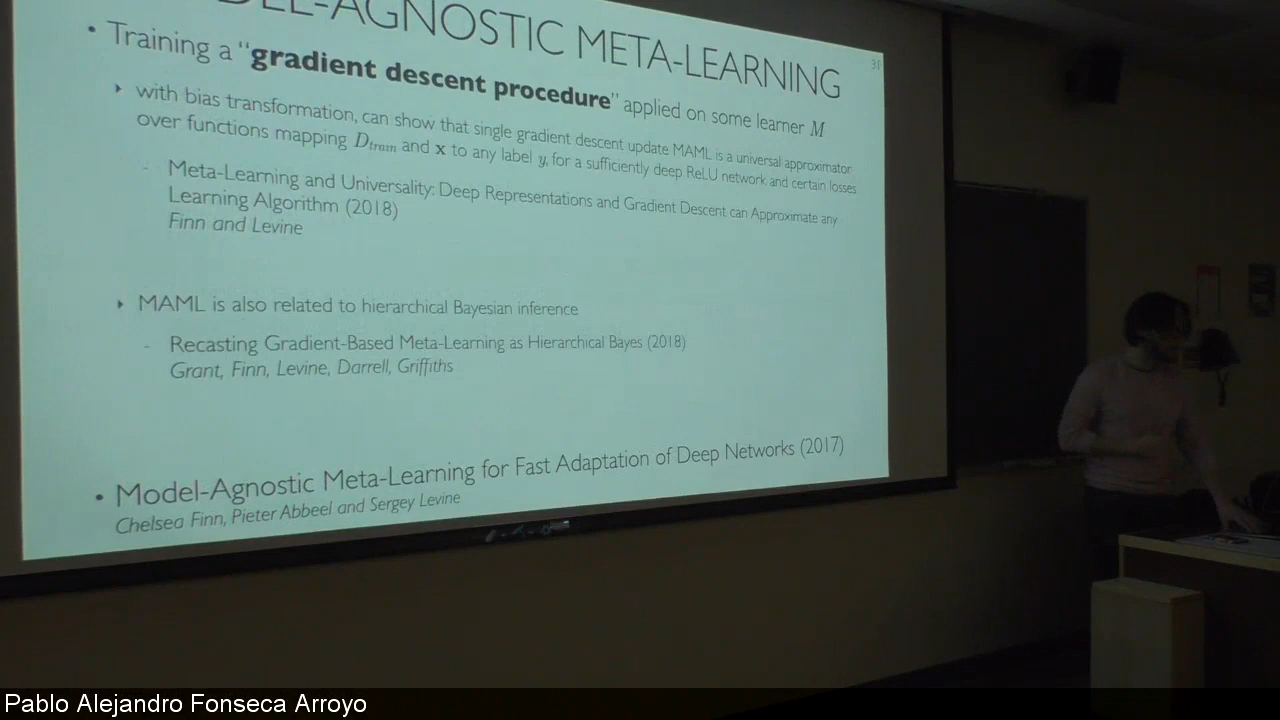 AGNOSTIC META-LEARNING
31
• Training a "gradient descent procedure" applied on some learner M
‣ with bias transformation, can show that single gradient descent update MAML is a universal approximator
over functions mapping D_train and x to any label y, for a sufficiently deep ReLU network and certain losses
- Meta-Learning and Universality: Deep Representations and Gradient Descent can Approximate any
Learning Algorithm (2018)
Finn and Levine
‣ MAML is also related to hierarchical Bayesian inference
- Recasting Gradient-Based Meta-Learning as Hierarchical Bayes (2018)
Grant, Finn, Levine, Darrell, Griffiths
• Model-Agnostic Meta-Learning for Fast Adaptation of Deep Networks (2017)
Chelsea Finn, Pieter Abbeel and Sergey Levine
Pablo Alejandro Fonseca Arroyo